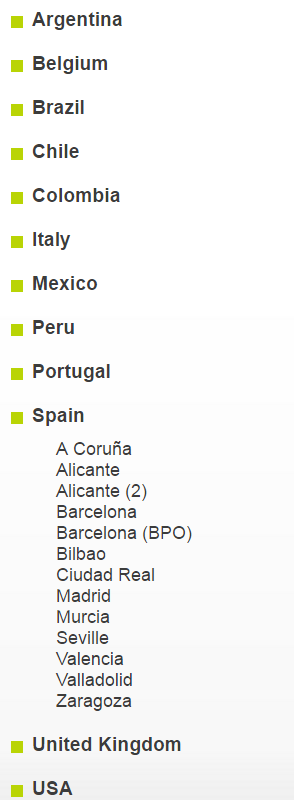 Argentina
Belgium
Brazil
Chile
Colombia
Italy
Mexico
Peru
Portugal
Spain
A Coruña
Alicante
Alicante (2)
Barcelona
Barcelona (BPO)
Bilbao
Ciudad Real
Madrid
Murcia
Seville
Valencia
Valladolid
Zaragoza
United Kingdom
USA